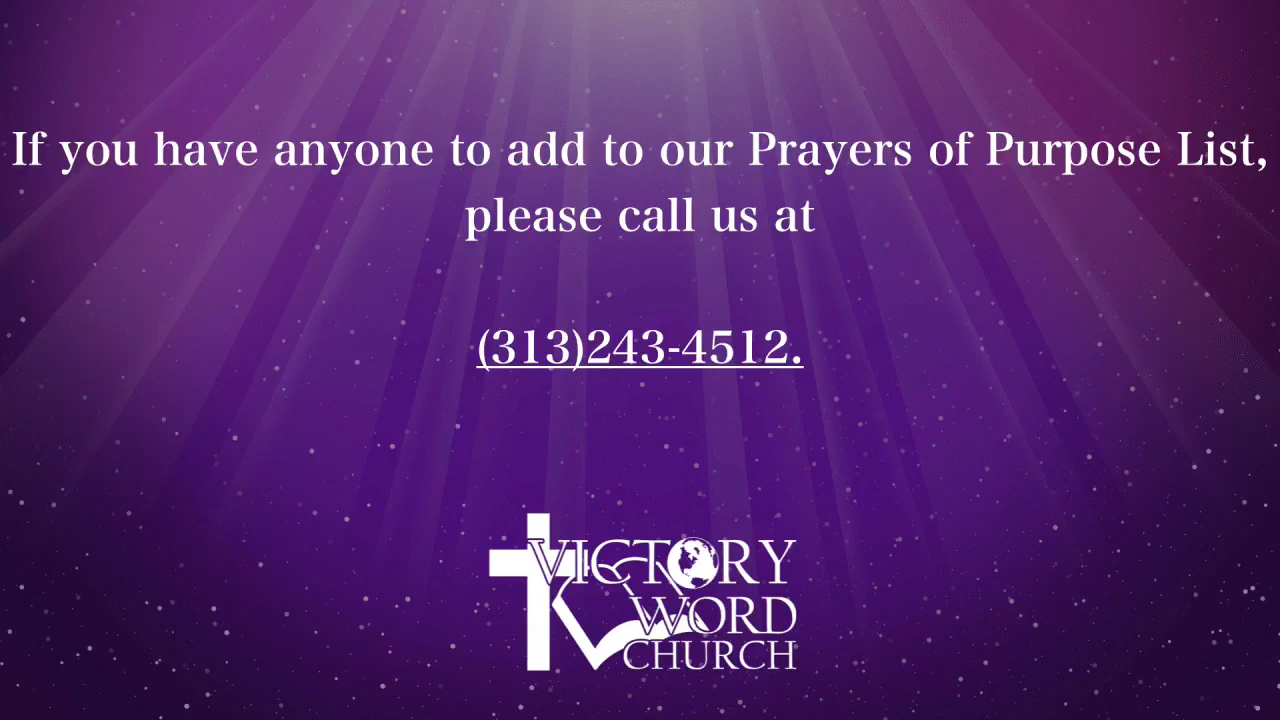 If you have anyone to add to our Prayers of Purpose List,
please call us at
(313)243-4512.
VICTORY
WORD
CHURCH